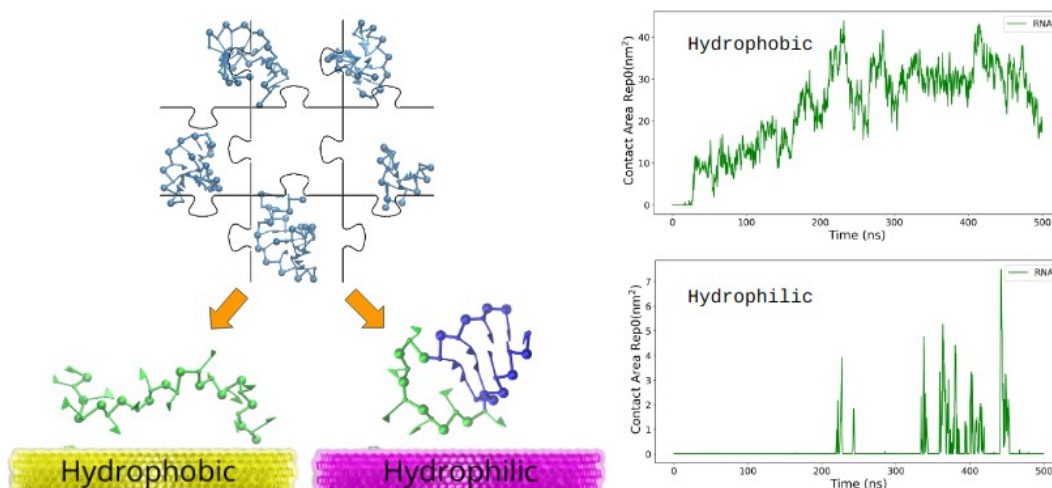 Hydrophobic
Hydrophilic
Contact Area Rep0(nm²)
40
30
20
10
0
Hydrophobic
RNA
0
100
200
300
400
500
Time (ns)
Contact Area Rep0(nm²)
7
6
5
4
3
2
1
0
Hydrophilic
RNA
0
100
200
300
400
500
Time (ns)